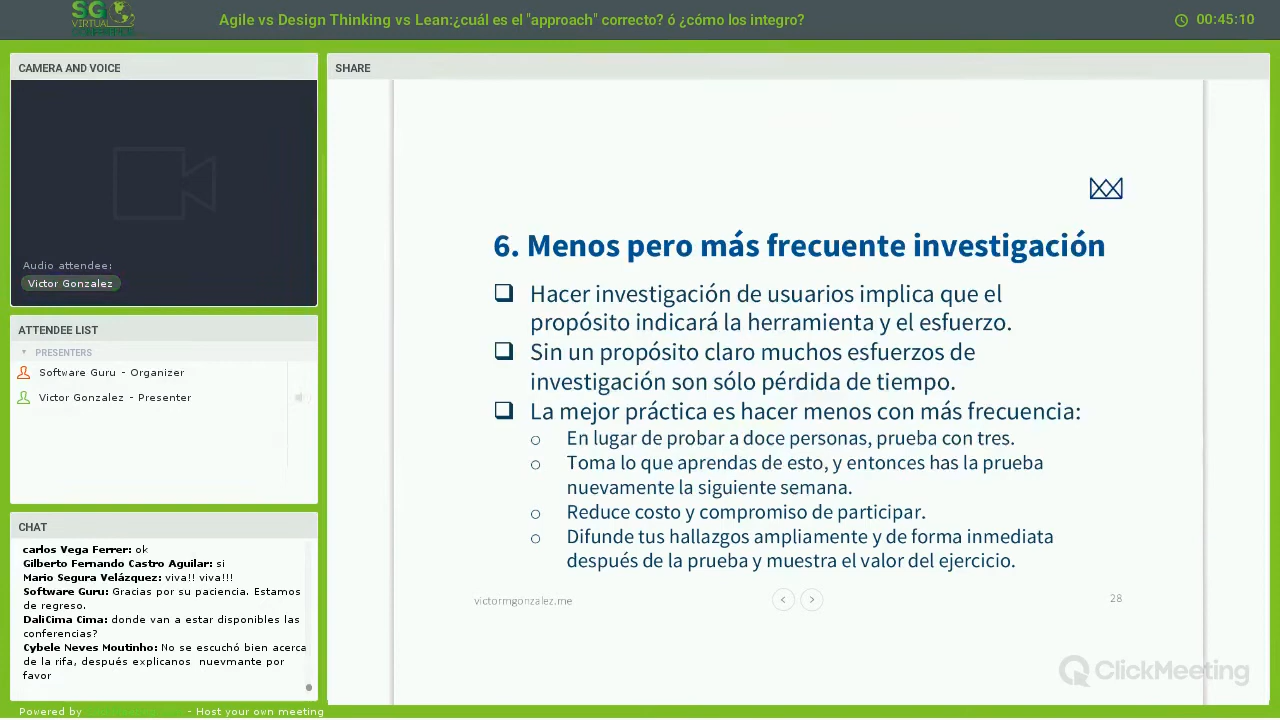 SG
VIRTUAL
Agile vs Design Thinking vs Lean:¿cuál es el "approach" correcto? ó ¿cómo los integro?
00:45:10
CAMERA AND VOICE
Audio attendee:
Victor Gonzalez
ATTENDEE LIST
PRESENTERS
Software Guru - Organizer
Victor Gonzalez - Presenter
CHAT
carlos Vega Ferrer: ok
Gilberto Fernando Castro Aguilar: si
Mario Segura Velázquez: viva!! viva!!!
Software Guru: Gracias por su paciencia. Estamos
de regreso.
DaliCima Cima: donde van a estar disponibles las
conferencias?
Cybele Neves Moutinho: No se escuchó bien acerca
de la rifa, después explicanos nuevmante por
favor
Powered by - Host your own meeting
SHARE
6. Menos pero más frecuente investigación
Hacer investigación de usuarios implica que el
propósito indicará la herramienta y el esfuerzo.
Sin un propósito claro muchos esfuerzos de
investigación son sólo pérdida de tiempo.
La mejor práctica es hacer menos con más frecuencia:
En lugar de probar a doce personas, prueba con tres.
Toma lo que aprendas de esto, y entonces has la prueba
nuevamente la siguiente semana.
Reduce costo y compromiso de participar.
Difunde tus hallazgos ampliamente y de forma inmediata
después de la prueba y muestra el valor del ejercicio.
victormgonzalez.me
28
ClickMeeting